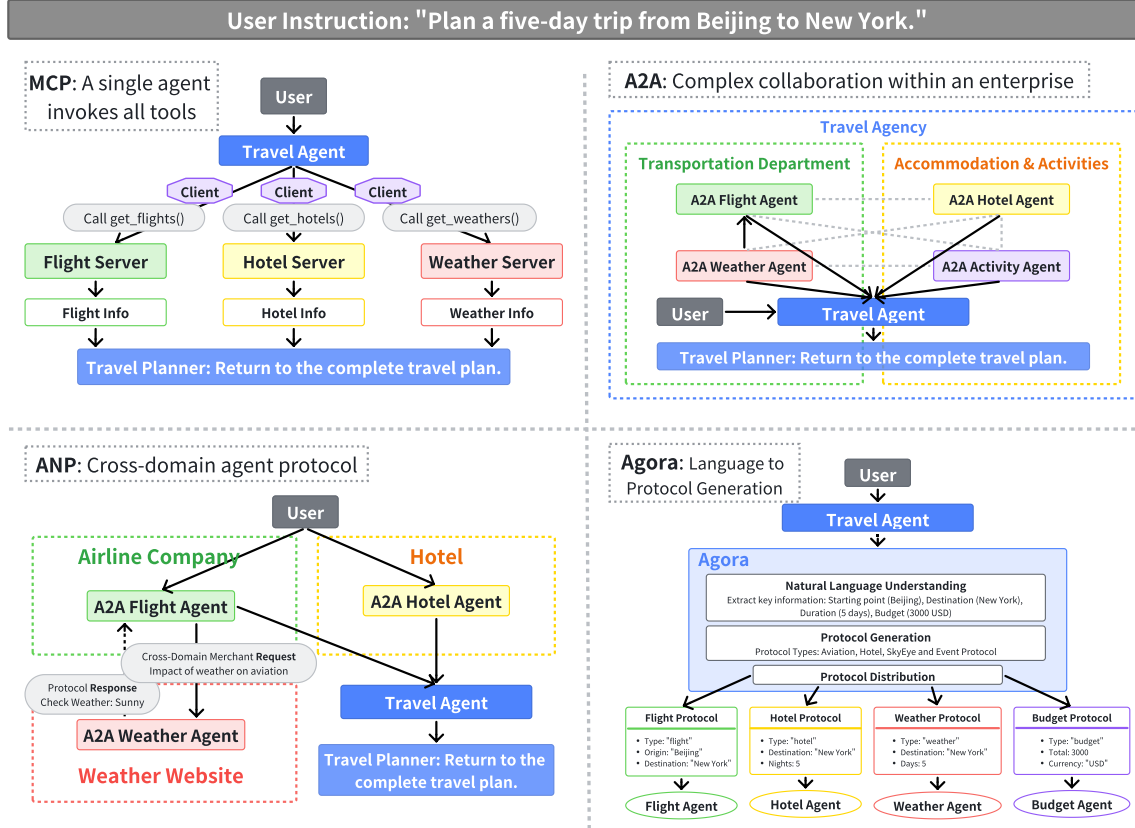 User Instruction: "Plan a five-day trip from Beijing to New York."
MCP: A single agent
invokes all tools
User
Travel Agent
Client
Client
Client
Call get_flights()
Call get_hotels()
Call get_weathers()
Flight Server
Hotel Server
Weather Server
Flight Info
Hotel Info
Weather Info
Travel Planner: Return to the complete travel plan.
A2A: Complex collaboration within an enterprise
Travel Agency
Transportation Department
Accommodation & Activities
A2A Flight Agent
A2A Hotel Agent
A2A Weather Agent
A2A Activity Agent
User
Travel Agent
Travel Planner: Return to the complete travel plan.
ANP: Cross-domain agent protocol
User
Airline Company
Hotel
A2A Flight Agent
A2A Hotel Agent
Cross-Domain Merchant Request
Impact of weather on aviation
Protocol Response
Check Weather: Sunny
A2A Weather Agent
Weather Website
Travel Agent
Travel Planner: Return to the
complete travel plan.
Agora: Language to
Protocol Generation
User
Travel Agent
Agora
Natural Language Understanding
Extract key information: Starting point (Beijing), Destination (New York),
Duration (5 days), Budget (3000 USD)
Protocol Generation
Protocol Types: Aviation, Hotel, SkyEye and Event Protocol
Protocol Distribution
Flight Protocol
• Type: "flight"
• Origin: "Beijing"
• Destination: "New York"
Flight Agent
Hotel Protocol
• Type: "hotel"
• Destination: "New York"
• Nights: 5
Hotel Agent
Weather Protocol
• Type: "weather"
• Destination: "New York"
• Days: 5
Weather Agent
Budget Protocol
• Type: "budget"
• Total: 3000
• Currency: "USD"
Budget Agent